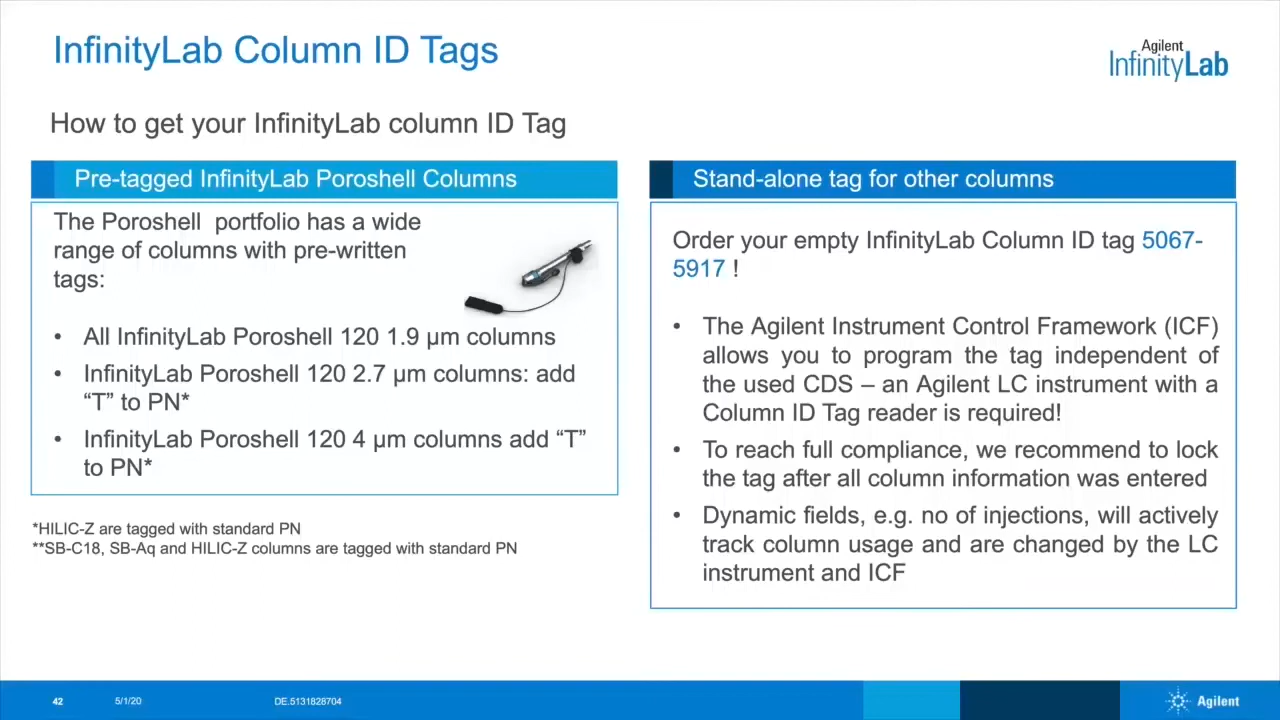 InfinityLab Column ID Tags
Agilent
InfinityLab
How to get your InfinityLab column ID Tag
Pre-tagged InfinityLab Poroshell Columns
The Poroshell portfolio has a wide
range of columns with pre-written
tags:
• All InfinityLab Poroshell 120 1.9 µm columns
• InfinityLab Poroshell 120 2.7 µm columns: add
“T” to PN*
• InfinityLab Poroshell 120 4 µm columns add “T”
to PN*
*HILIC-Z are tagged with standard PN
**SB-C18, SB-Aq and HILIC-Z columns are tagged with standard PN
Stand-alone tag for other columns
Order your empty InfinityLab Column ID tag 5067-
5917 !
• The Agilent Instrument Control Framework (ICF)
allows you to program the tag independent of
the used CDS – an Agilent LC instrument with a
Column ID Tag reader is required!
• To reach full compliance, we recommend to lock
the tag after all column information was entered
• Dynamic fields, e.g. no of injections, will actively
track column usage and are changed by the LC
instrument and ICF
42
5/1/20
DE.5131828704
Agilent